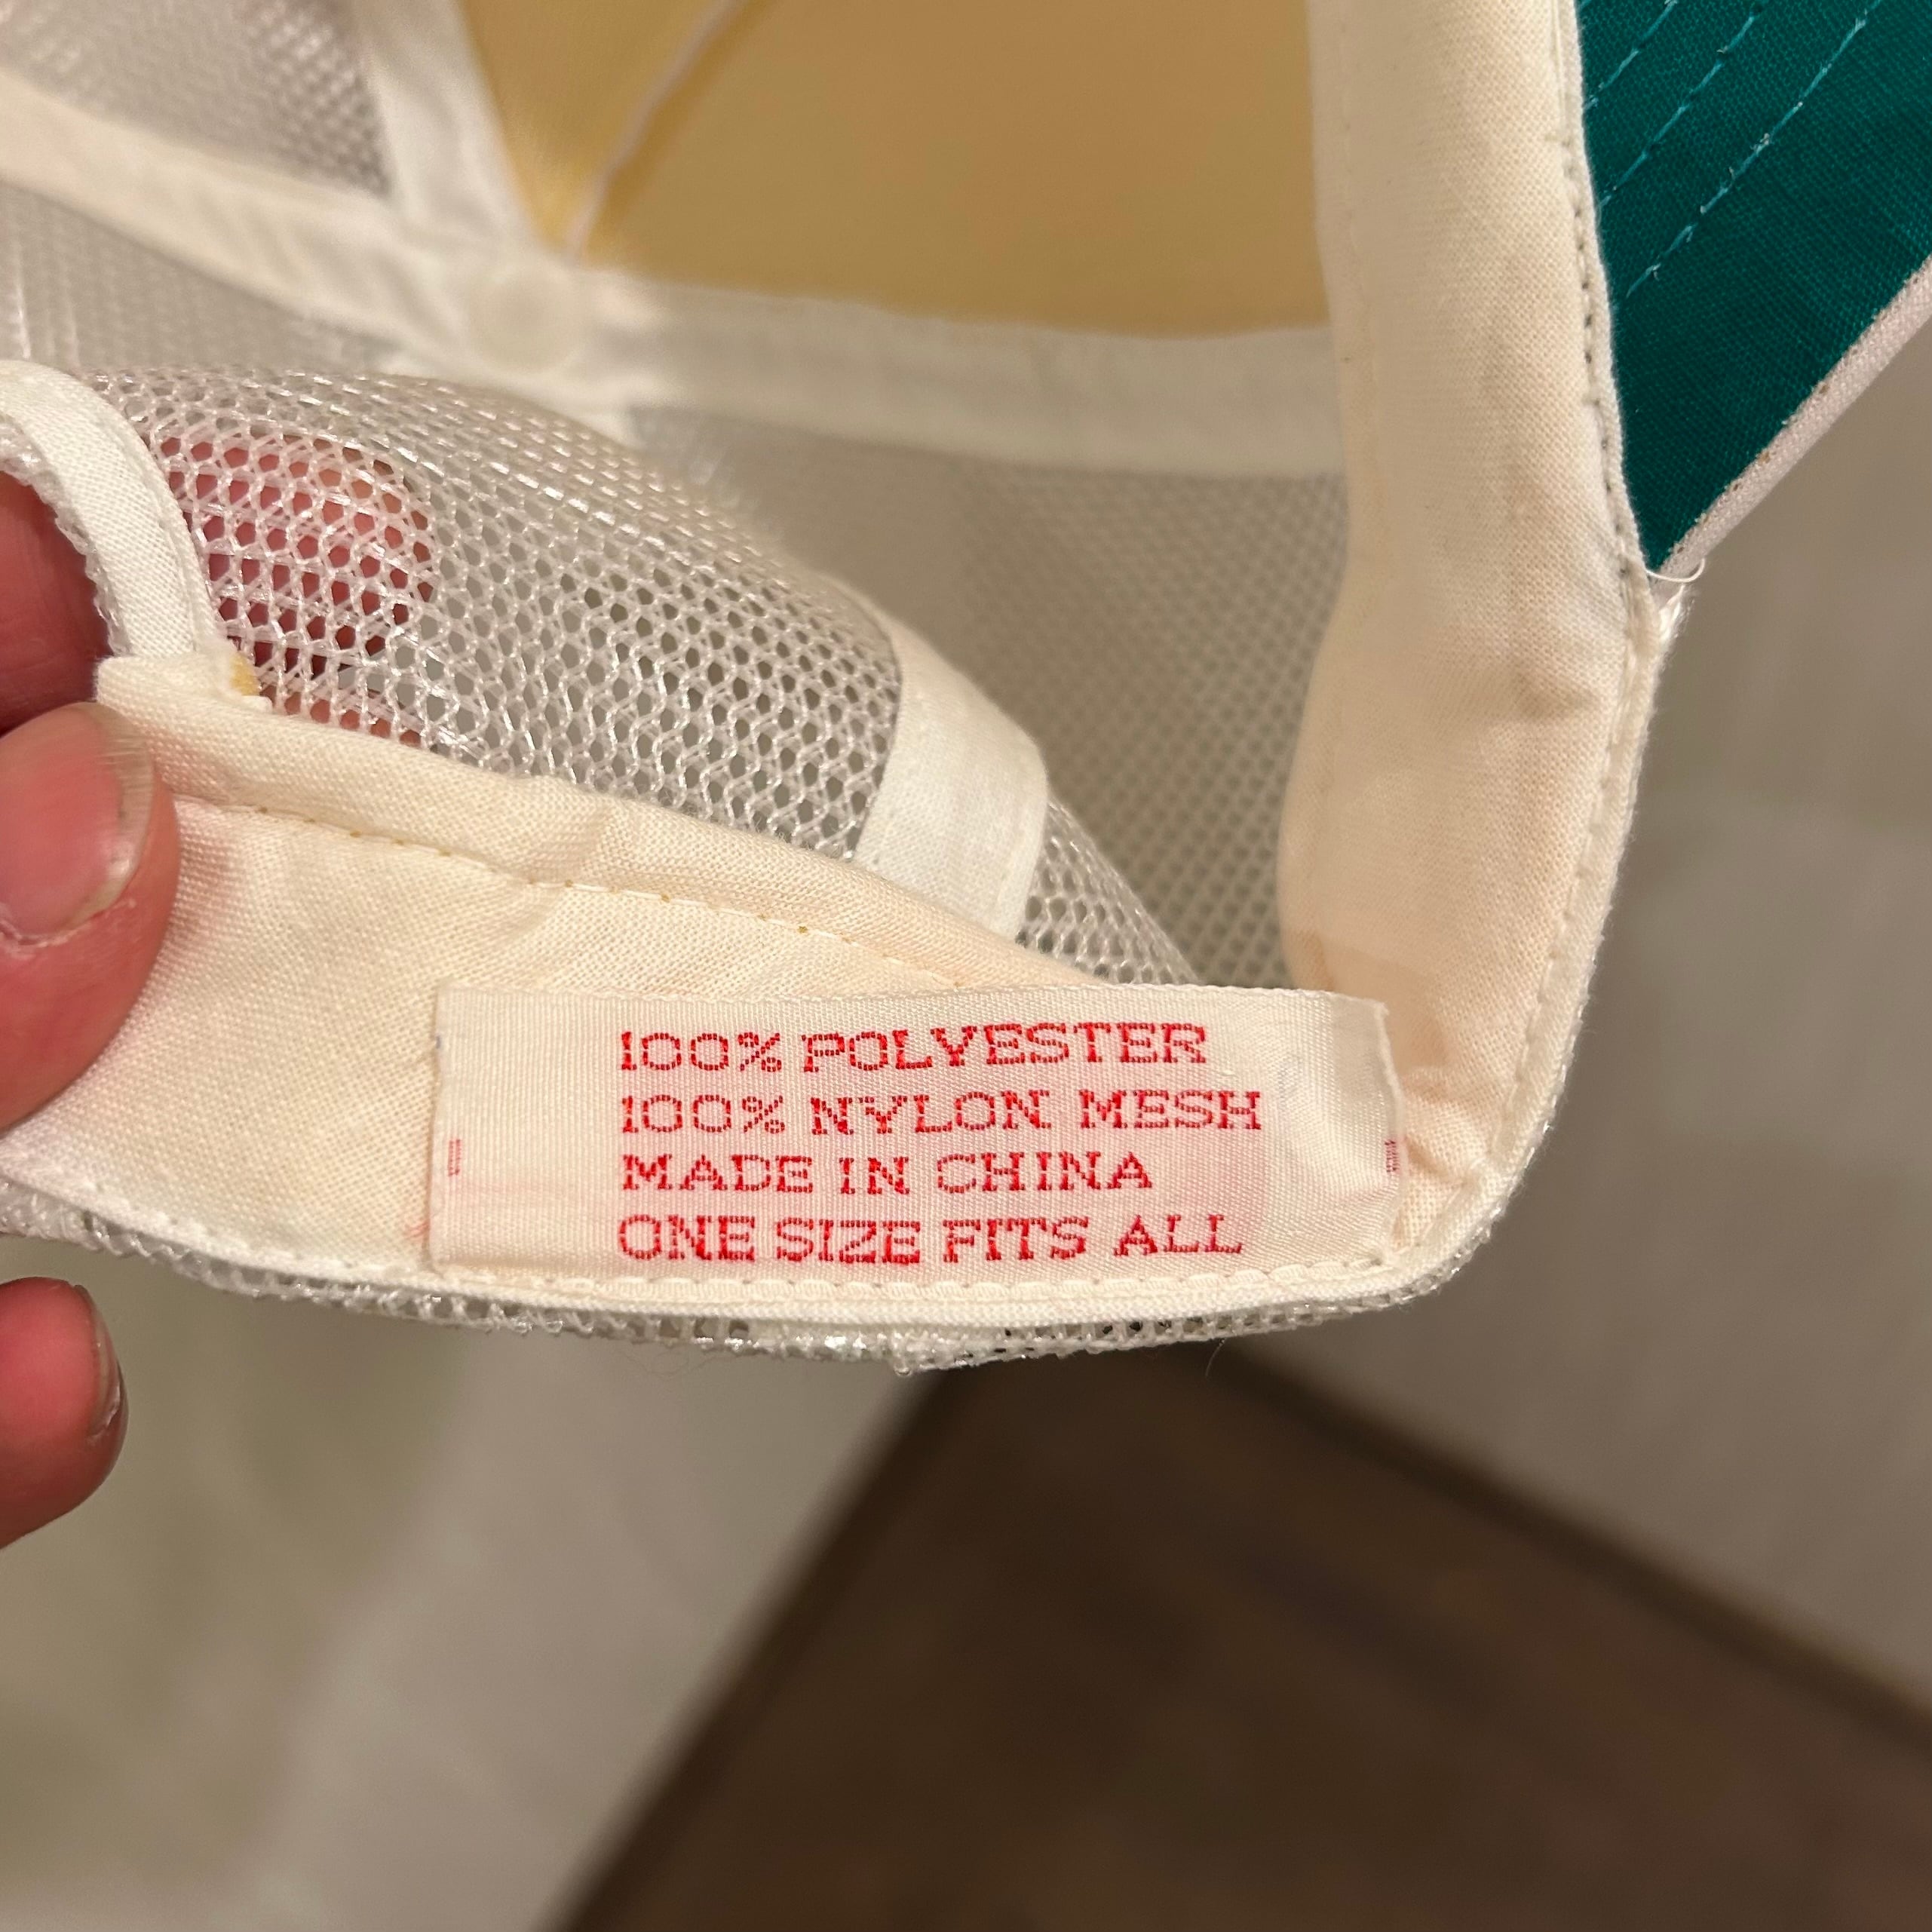 100% POLYESTER
100% NYLON MESH
MADE IN CHINA
ONE SIZE FITS ALL